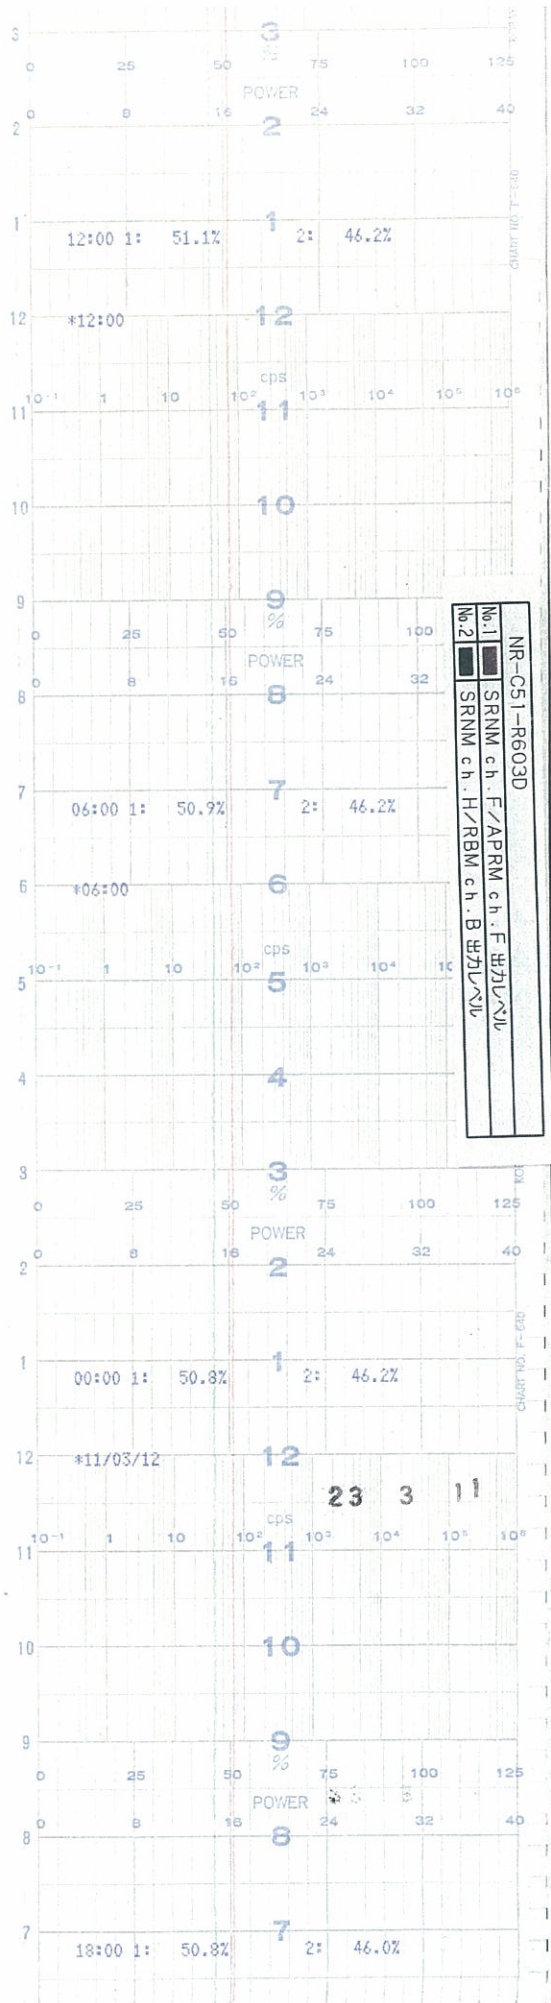 3 3
%
0 25 50 75 100 125
POWER
0 8 16 24 32 40
2 2
CHART NO. F-640
1 1
12:00 1: 51.1% 2: 46.2%
12 *12:00 12
cps
10⁻¹ 1 10 10² 10³ 10⁴ 10⁵ 10⁶
11 11
10 10
9 9
%
0 25 50 75 100
POWER
0 8 16 24 32
8 8
NR-C51-R603D
No.1 SRNM ch.F/APRM ch.F 出力レベル
No.2 SRNM ch.H/RBM ch.B 出力レベル
7 7
06:00 1: 50.9% 2: 46.2%
6 *06:00 6
cps
10⁻¹ 1 10 10² 10³ 10⁴
5 5
4 4
3 3
%
0 25 50 75 100 125
POWER
0 8 16 24 32 40
2 2
CHART NO. F-640
1 1
00:00 1: 50.8% 2: 46.2%
12 *11/03/12 12
23 3 11
cps
10⁻¹ 1 10 10² 10³ 10⁴ 10⁵ 10⁶
11 11
10 10
9 9
%
0 25 50 75 100 125
POWER
0 8 16 24 32 40
8 8
7 7
18:00 1: 50.8% 2: 46.0%